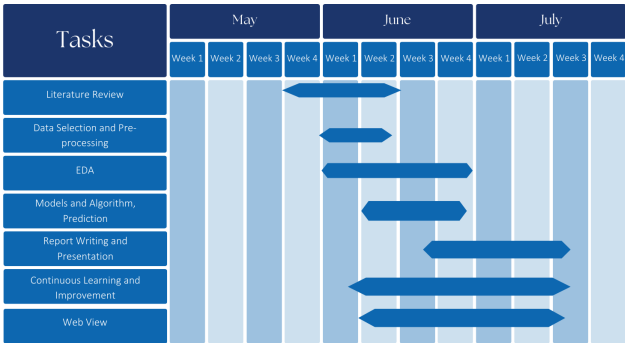 Tasks
May
June
July
Week 1
Week 2
Week 3
Week 4
Week 1
Week 2
Week 3
Week 4
Week 1
Week 2
Week 3
Week 4
Literature Review
Data Selection and Pre-
processing
EDA
Models and Algorithm,
Prediction
Report Writing and
Presentation
Continuous Learning and
Improvement
Web View